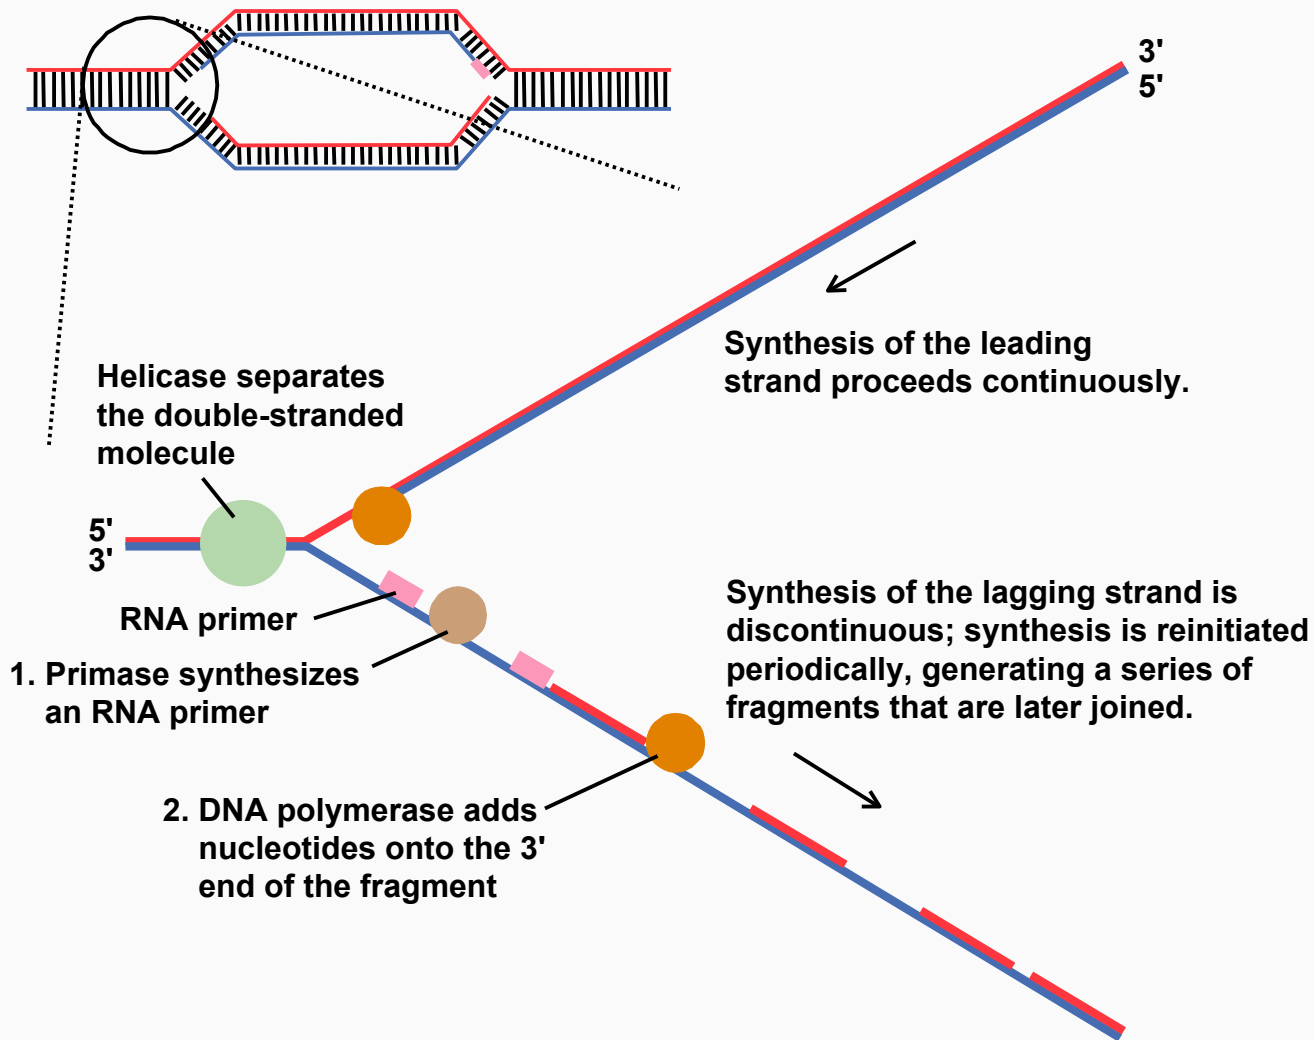 3'
5'
Synthesis of the leading
strand proceeds continuously.
Helicase separates
the double-stranded
molecule
5'
3'
RNA primer
1. Primase synthesizes
an RNA primer
Synthesis of the lagging strand is
discontinuous; synthesis is reinitiated
periodically, generating a series of
fragments that are later joined.
2. DNA polymerase adds
nucleotides onto the 3'
end of the fragment